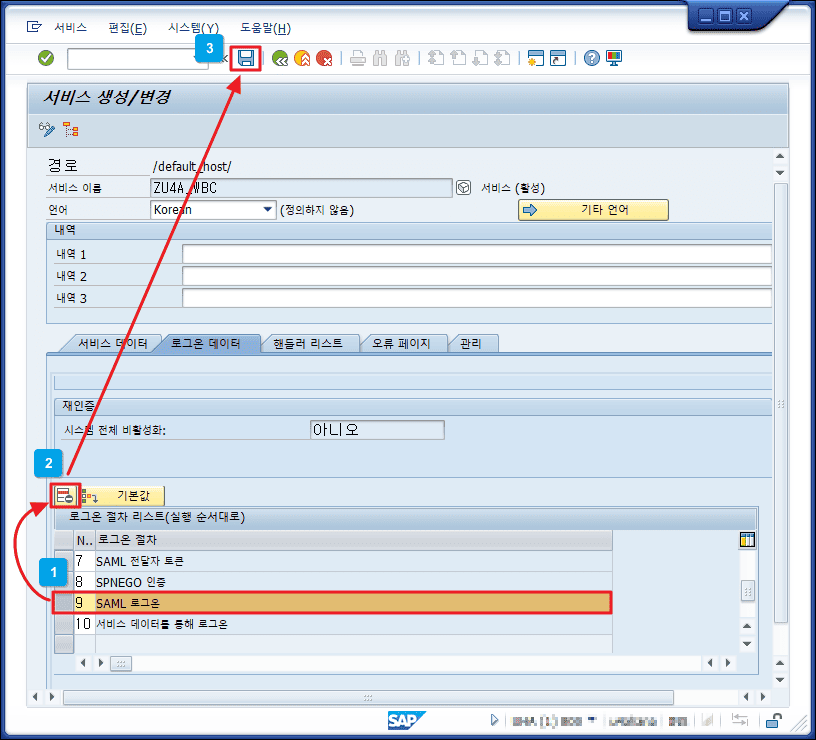 서비스 편집(E) 시스템(Y) 도움말(H)
3
서비스 생성/변경
경로 /default_host/
서비스 이름 ZU4A_WBC 서비스 (활성)
언어 Korean (정의하지 않음) 기타 언어
내역
내역 1
내역 2
내역 3
서비스 데이터 로그온 데이터 핸들러 리스트 오류 페이지 관리
재인증
시스템 전체 비활성화: 아니오
2
기본값
로그온 절차 리스트(실행 순서대로)
N.. 로그온 절차
7 SAML 전달자 토큰
1
8 SPNEGO 인증
9 SAML 로그온
10 서비스 데이터를 통해 로그온
SAP